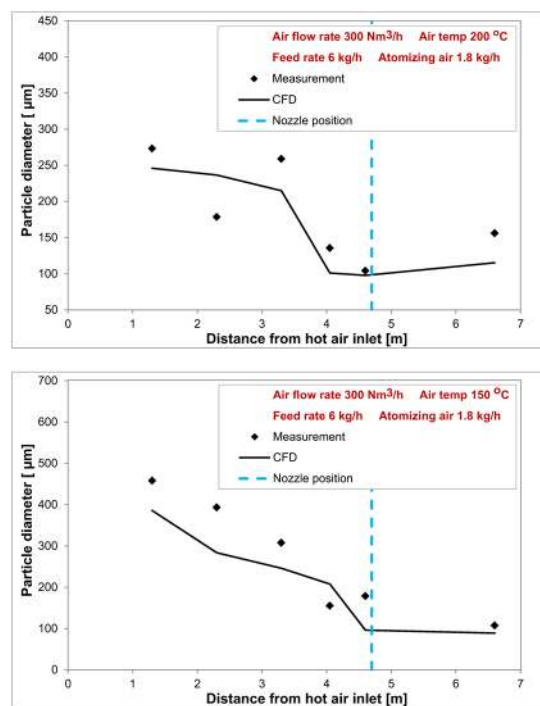 Air flow rate 300 Nm3/h Air temp 200 oC
Feed rate 6 kg/h Atomizing air 1.8 kg/h
Measurement
CFD
Nozzle position
Particle diameter [ µm]
450
400
350
300
250
200
150
100
50
0 1 2 3 4 5 6 7
Distance from hot air inlet [m]
Air flow rate 300 Nm3/h Air temp 150 oC
Feed rate 6 kg/h Atomizing air 1.8 kg/h
Measurement
CFD
Nozzle position
Particle diameter [ µm]
700
600
500
400
300
200
100
0
0 1 2 3 4 5 6 7
Distance from hot air inlet [m]